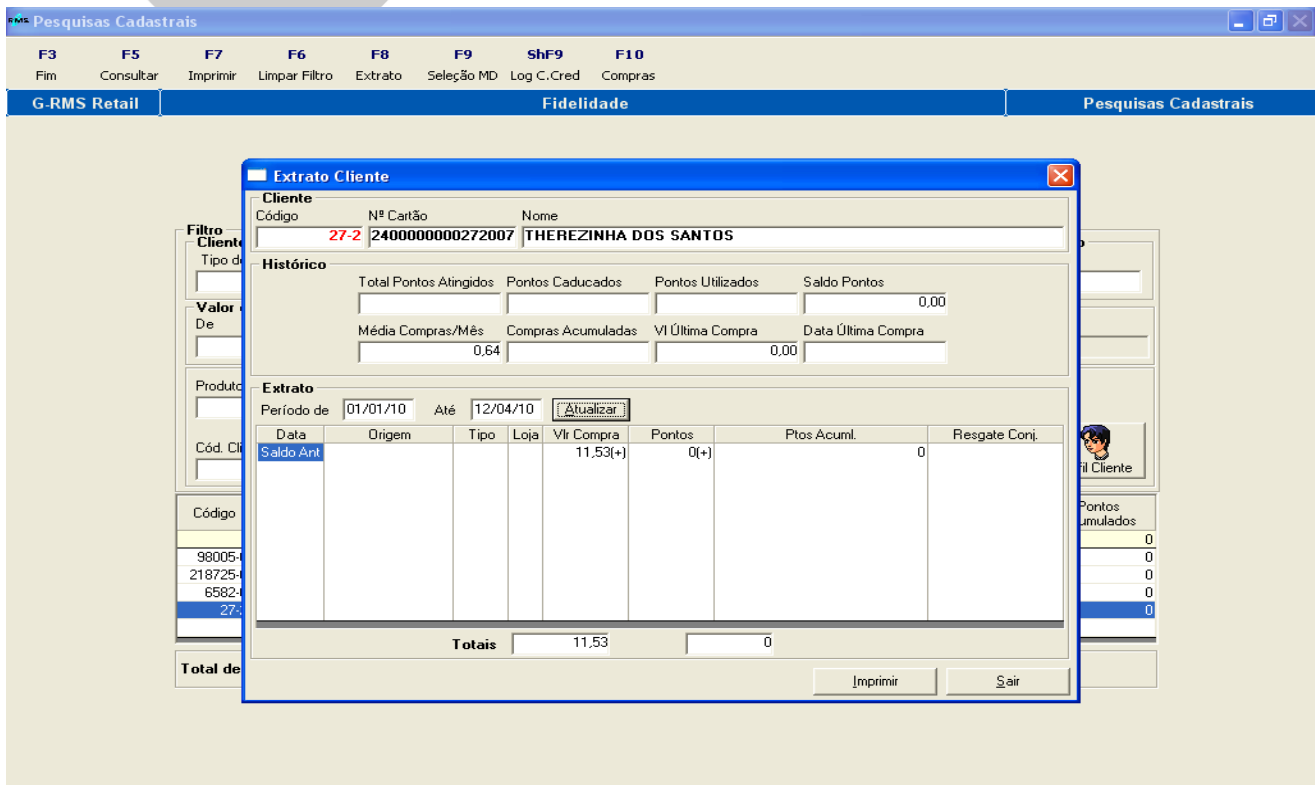 RMS Pesquisas Cadastrais
F3 F5 F7 F6 F8 F9 ShF9 F10
Fim Consultar Imprimir Limpar Filtro Extrato Seleção MD Log C.Cred Compras
G-RMS Retail Fidelidade Pesquisas Cadastrais
Extrato Cliente
Cliente
Código Nº Cartão Nome
27-2 2400000000272007 THEREZINHA DOS SANTOS
Histórico
Total Pontos Atingidos Pontos Caducados Pontos Utilizados Saldo Pontos
0,00
Média Compras/Mês Compras Acumuladas Vl Última Compra Data Última Compra
0,64 0,00
Extrato
Período de 01/01/10 Até 12/04/10 Atualizar
Data Origem Tipo Loja Vlr Compra Pontos Ptos Acuml. Resgate Conj.
Saldo Ant 11,53(+) 0(+) 0
Totais 11,53 0
Imprimir Sair
Filtro
Cliente
Tipo d
Valor
De
Produto
Cód. Cli
il Cliente
Código Pontos
umulados
0
98005- 0
218725- 0
6582- 0
27- 0
Total de